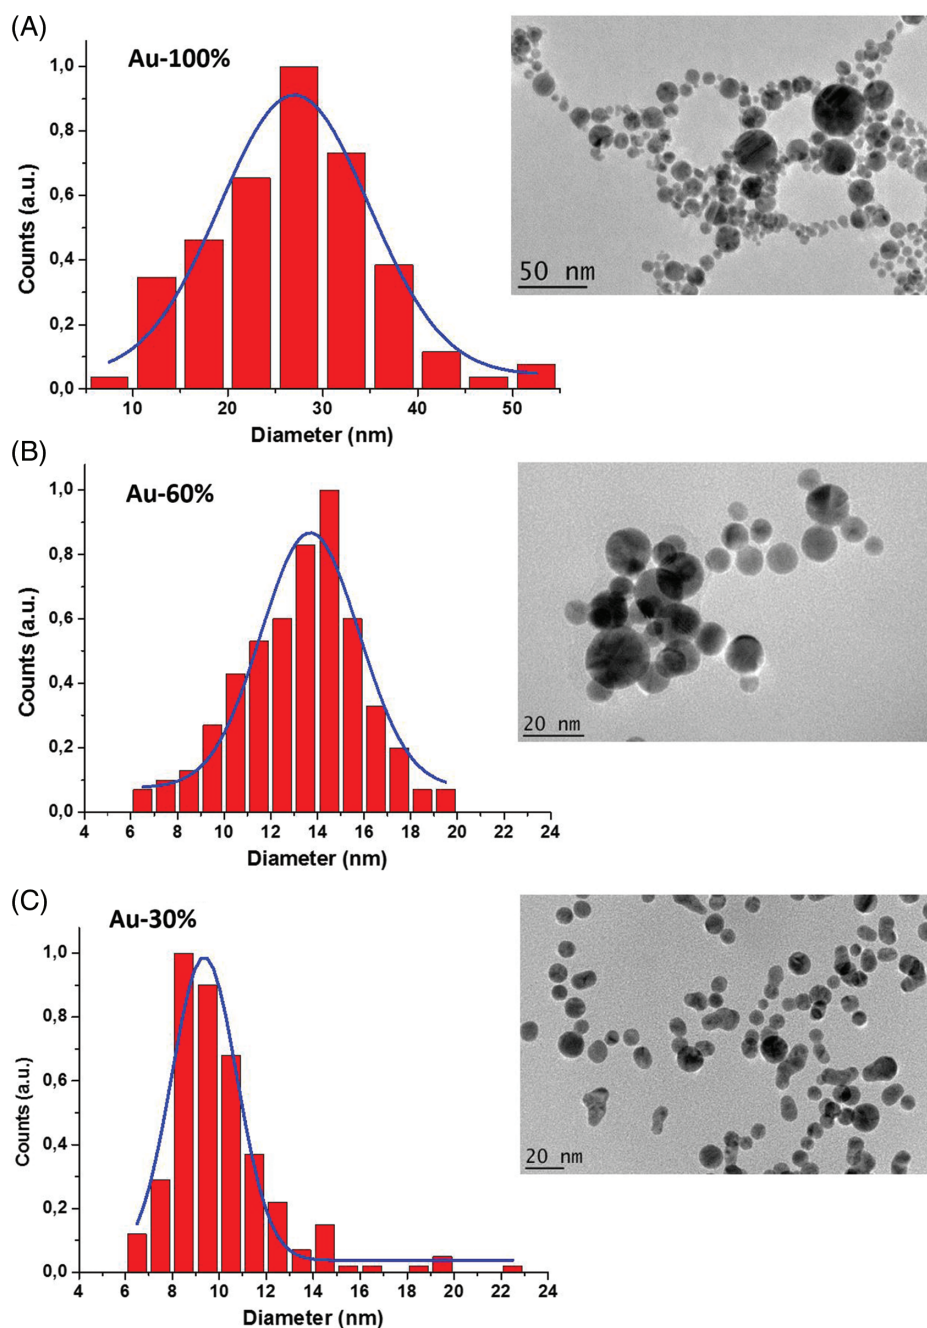 (A)
Au-100%
Counts (a.u.)
1,0
0,8
0,6
0,4
0,2
0,0
10 20 30 40 50
Diameter (nm)
50 nm
(B)
Au-60%
Counts (a.u.)
1,0
0,8
0,6
0,4
0,2
0,0
4 6 8 10 12 14 16 18 20 22 24
Diameter (nm)
20 nm
(C)
Au-30%
Counts (a.u.)
1,0
0,8
0,6
0,4
0,2
0,0
4 6 8 10 12 14 16 18 20 22 24
Diameter (nm)
20 nm